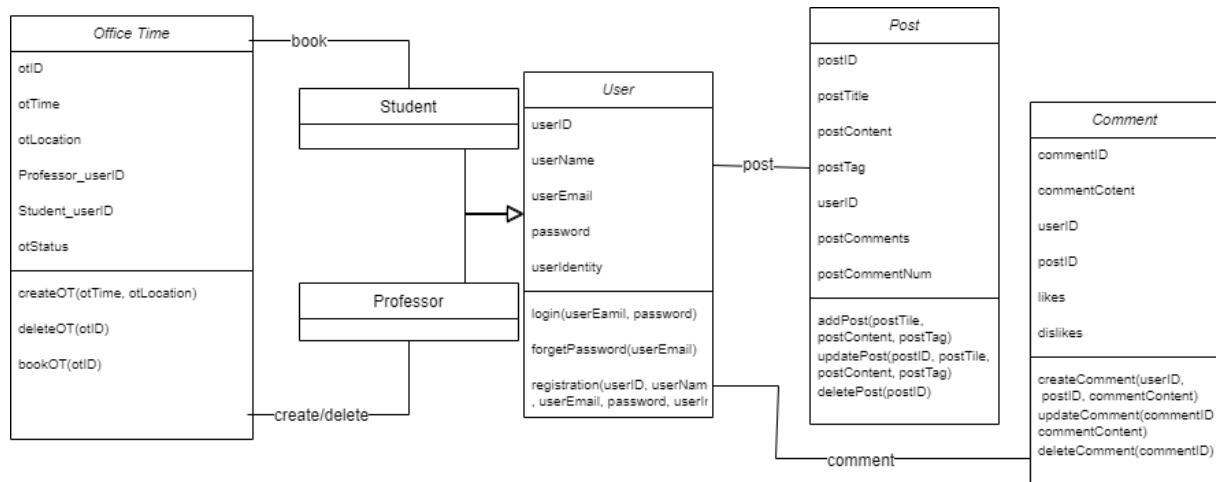 Office Time
otID
otTime
otLocation
Professor_userID
Student_userID
otStatus
createOT(otTime, otLocation)
deleteOT(otID)
bookOT(otID)
book
Student
Professor
create/delete
User
userID
userName
userEmail
password
userIdentity
login(userEamil, password)
forgetPassword(userEmail)
registration(userID, userNam
, userEmail, password, userIr
post
Post
postID
postTitle
postContent
postTag
userID
postComments
postCommentNum
addPost(postTile,
postContent, postTag)
updatePost(postID, postTile,
postContent, postTag)
deletePost(postID)
comment
Comment
commentID
commentCotent
userID
postID
likes
dislikes
createComment(userID,
postID, commentContent)
updateComment(commentID
commentContent)
deleteComment(commentID)